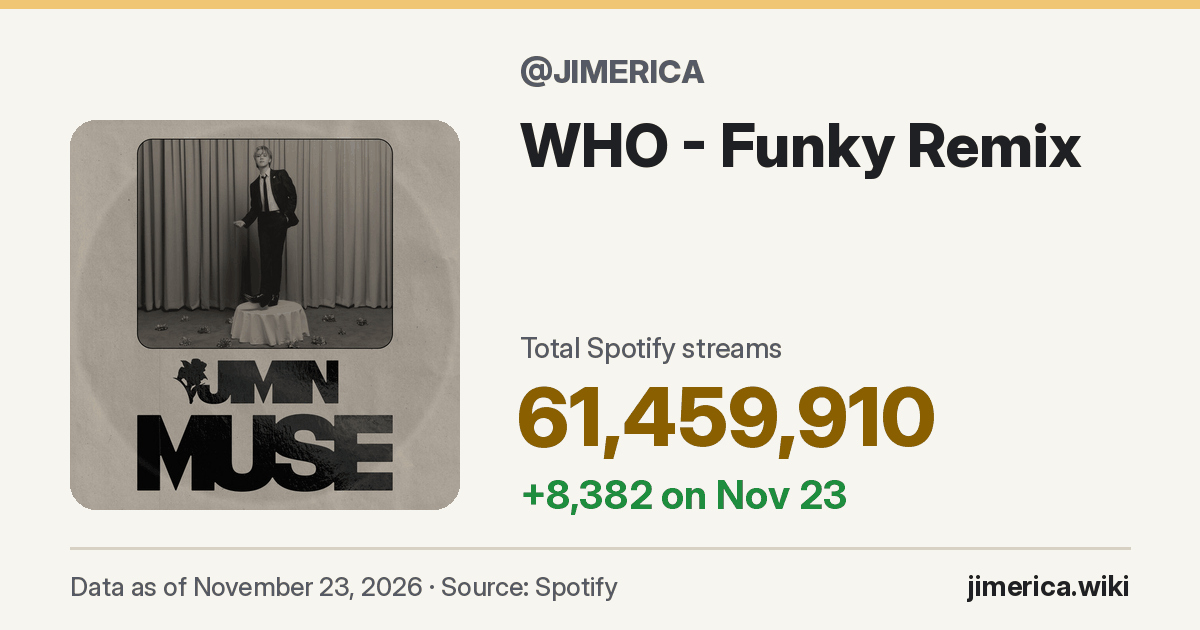 @JIMERICA
WHO - Funky Remix
JMN
MUSE
Total Spotify streams
61,459,910
+8,382 on Nov 23
Data as of November 23, 2026 · Source: Spotify
jimerica.wiki